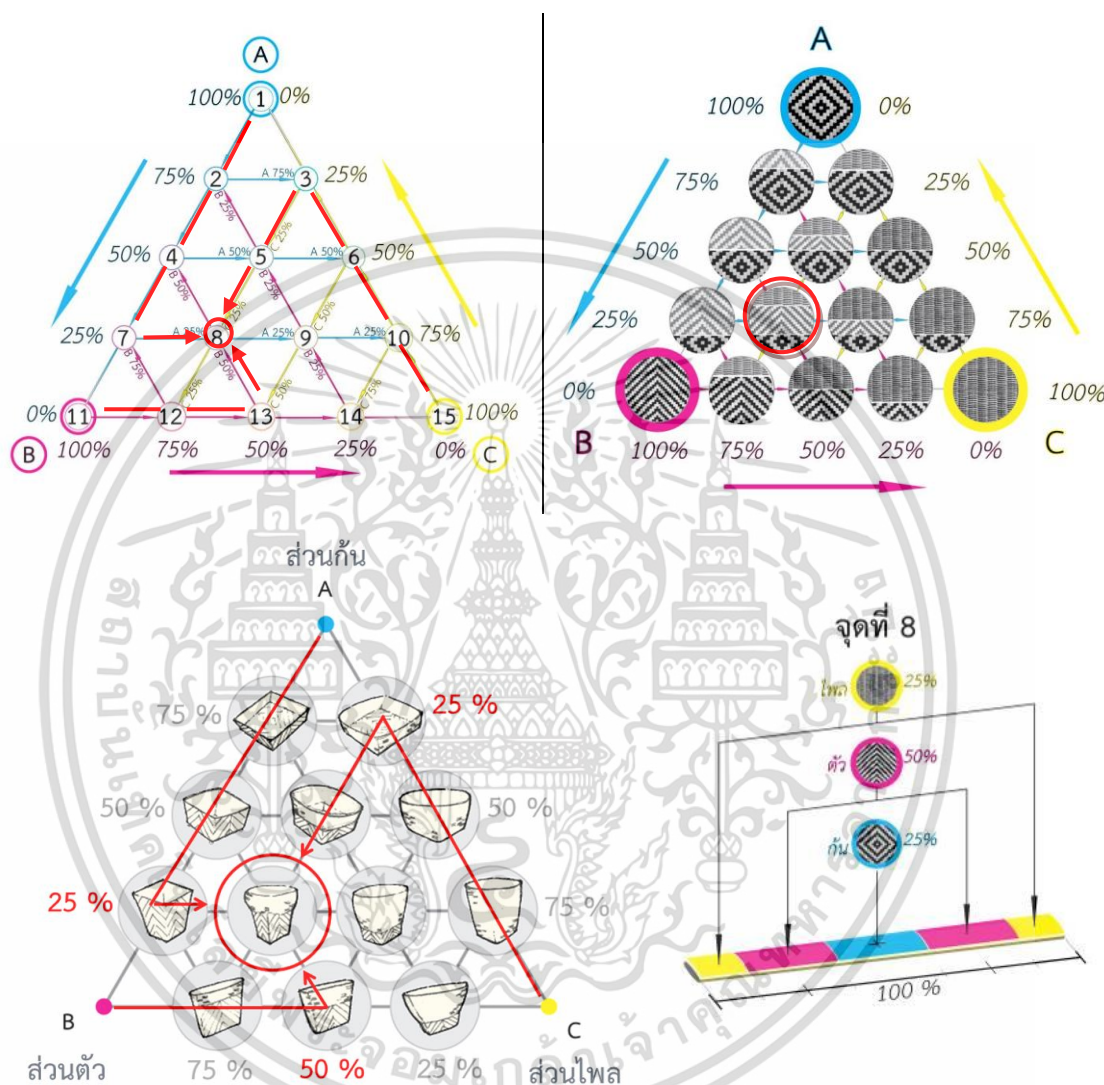 A
100% 1 0%
75% 2 A 75% 3 25%
B 25%
C 25%
50% 4 A 50% 5 A 50% 6 50%
B 50%
C 25%
B 25%
C 50%
25% 7 A 25% 8 A 25% 9 A 25% 10 75%
B 75%
C 25%
B 50%
C 50%
B 25%
C 75%
0% 11 12 13 14 15 100%
B 100% 75% 50% 25% 0% C
A
100% 0%
75% 25%
50% 50%
25% 75%
0% 100%
B C
100% 75% 50% 25% 0%
ส่วนก้น
A
75 % 25 %
50 % 50 %
25 % 75 %
B C
ส่วนตัว 75 % 50 % 25 % ส่วนไพล
จุดที่ 8
ไพล 25%
ตัว 50%
ก้น 25%
100 %